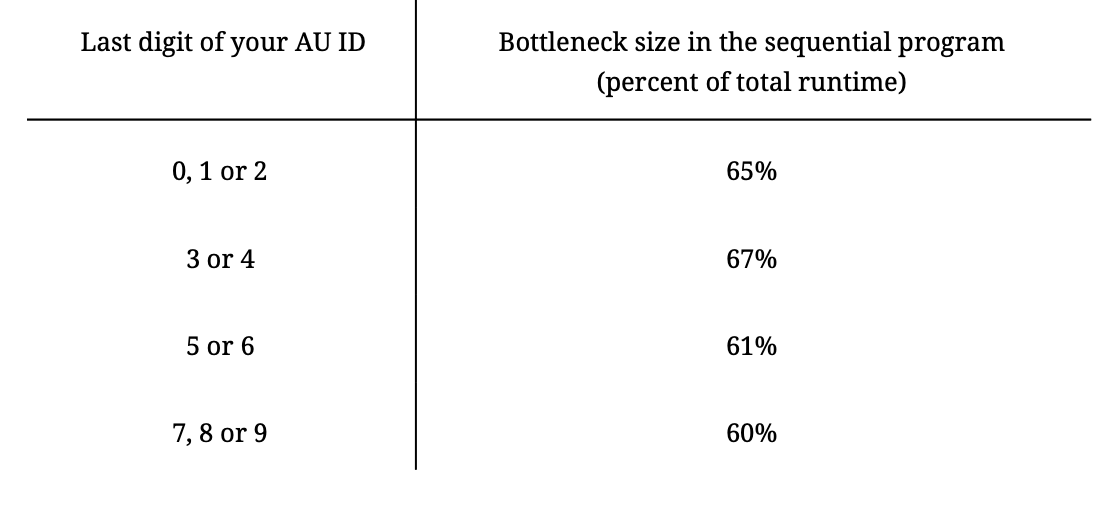 Last digit of your AU ID
Bottleneck size in the sequential program
(percent of total runtime)
0, 1 or 2
65%
3 or 4
67%
5 or 6
61%
7, 8 or 9
60%